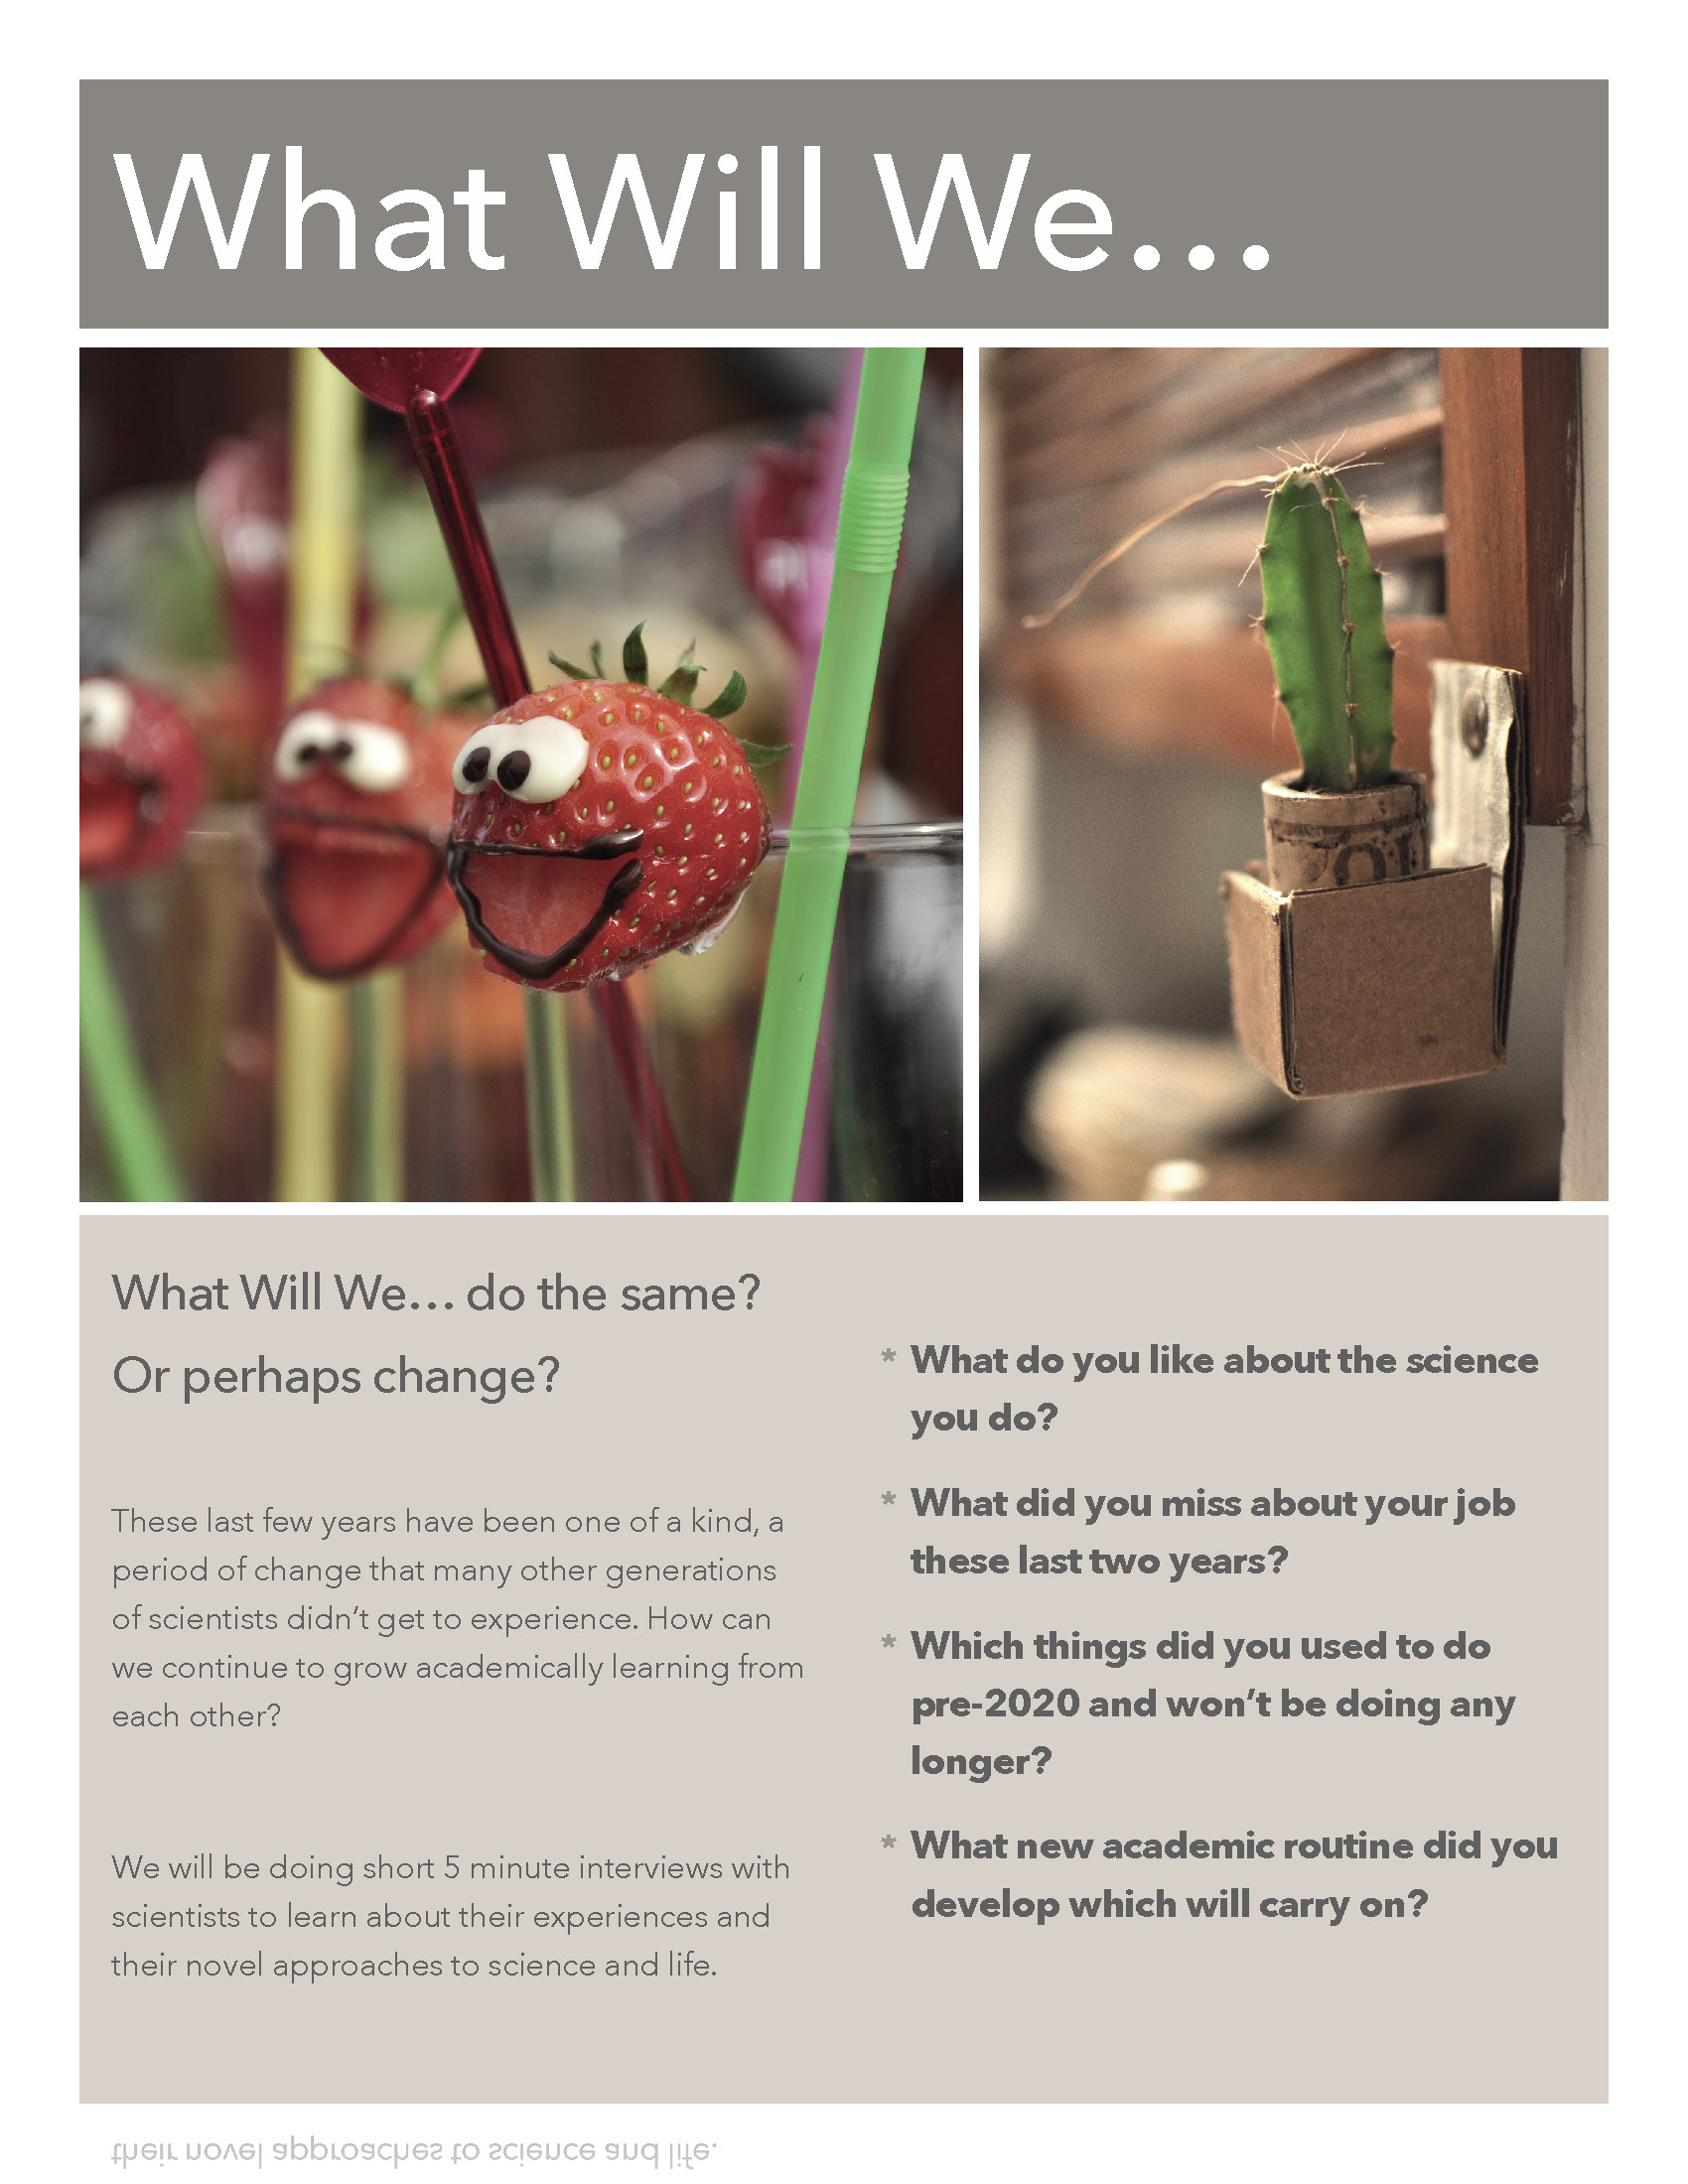 What Will We…
What Will We… do the same?
Or perhaps change?
These last few years have been one of a kind, a
period of change that many other generations
of scientists didn’t get to experience. How can
we continue to grow academically learning from
each other?
We will be doing short 5 minute interviews with
scientists to learn about their experiences and
their novel approaches to science and life.
* What do you like about the science
you do?
* What did you miss about your job
these last two years?
* Which things did you used to do
pre-2020 and won’t be doing any
longer?
* What new academic routine did you
develop which will carry on?
their novel approaches to science and life.